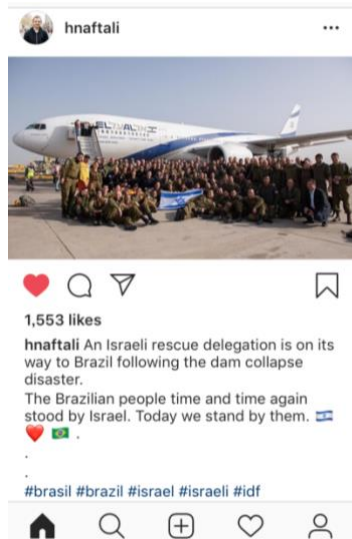 hnaftali
EL AL
1,553 likes
hnaftali An Israeli rescue delegation is on its
way to Brazil following the dam collapse
disaster.
The Brazilian people time and time again
stood by Israel. Today we stand by them. 🇮🇱
❤️ 🇧🇷 .
.
.
#brasil #brazil #israel #israeli #idf